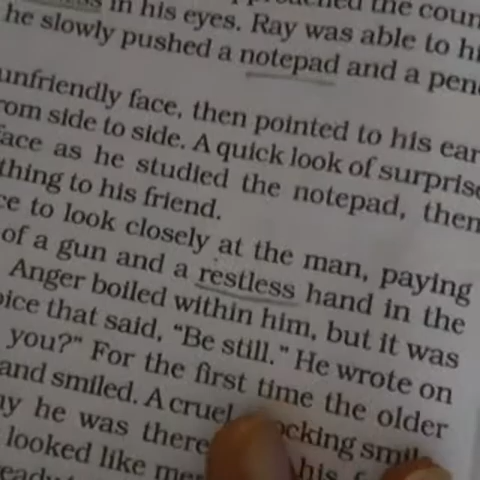 in his eyes. Ray was able to
he slowly pushed a notepad and a
unfriendly face, then pointed to his ear
from side to side. A quick look of surprise
face as he studied the notepad, then
thing to his friend.
to look closely at the man, paying
of a gun and a restless hand in the
Anger boiled within him, but it was
that said, "Be still." He wrote on
you?" For the first time the older
and smiled. A cruel
he was there
looked like his